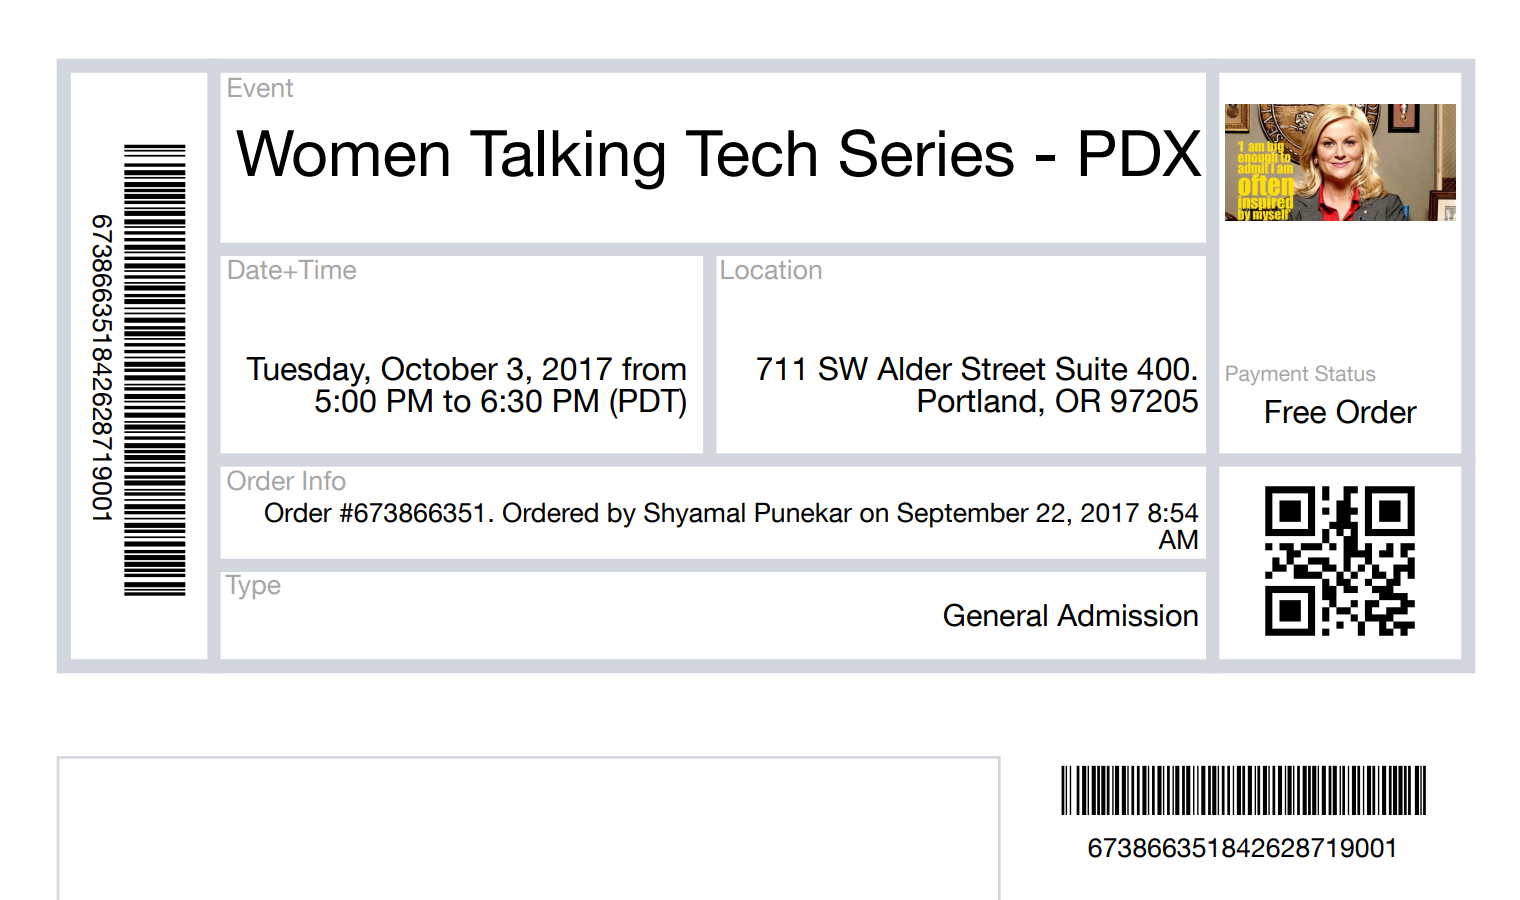 Event
Women Talking Tech Series - PDX
I am big
enough to
admit I am
often
inspired
by myself
673866351842628719001
Date+Time
Tuesday, October 3, 2017 from
5:00 PM to 6:30 PM (PDT)
Location
711 SW Alder Street Suite 400.
Portland, OR 97205
Payment Status
Free Order
Order Info
Order #673866351. Ordered by Shyamal Punekar on September 22, 2017 8:54
AM
Type
General Admission
673866351842628719001